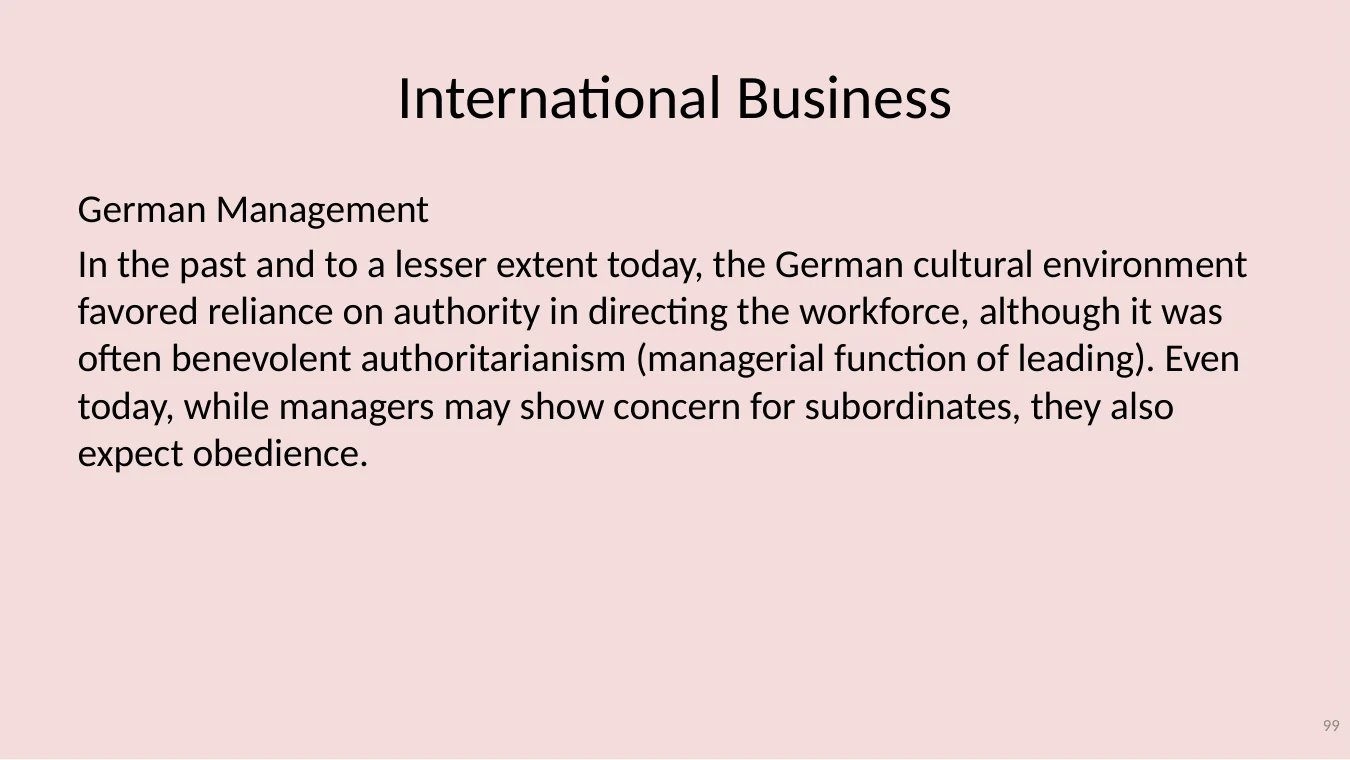 International Business
German Management
In the past and to a lesser extent today, the German cultural environment
favored reliance on authority in directing the workforce, although it was
often benevolent authoritarianism (managerial function of leading). Even
today, while managers may show concern for subordinates, they also
expect obedience.
99